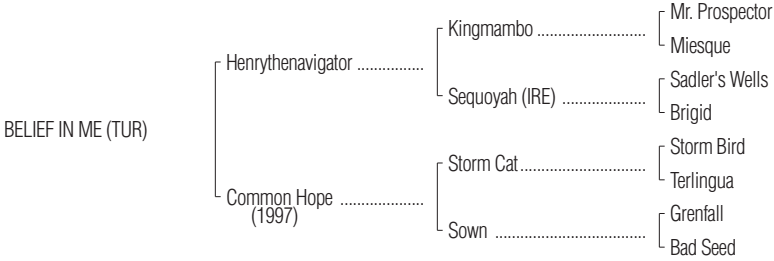 Mr. Prospector
Kingmambo ..........................
Miesque
Henrythenavigator ................
Sadler's Wells
Sequoyah (IRE) ....................
Brigid
BELIEF IN ME (TUR)
Storm Bird
Storm Cat..............................
Terlingua
Common Hope ....................
(1997)
Grenfall
Sown ....................................
Bad Seed